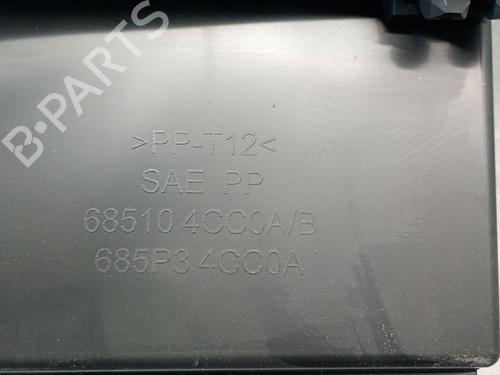 B-PARTS
>PP-T12<
SAE PP
68510 4CC0A/B
685P3 4CC0A